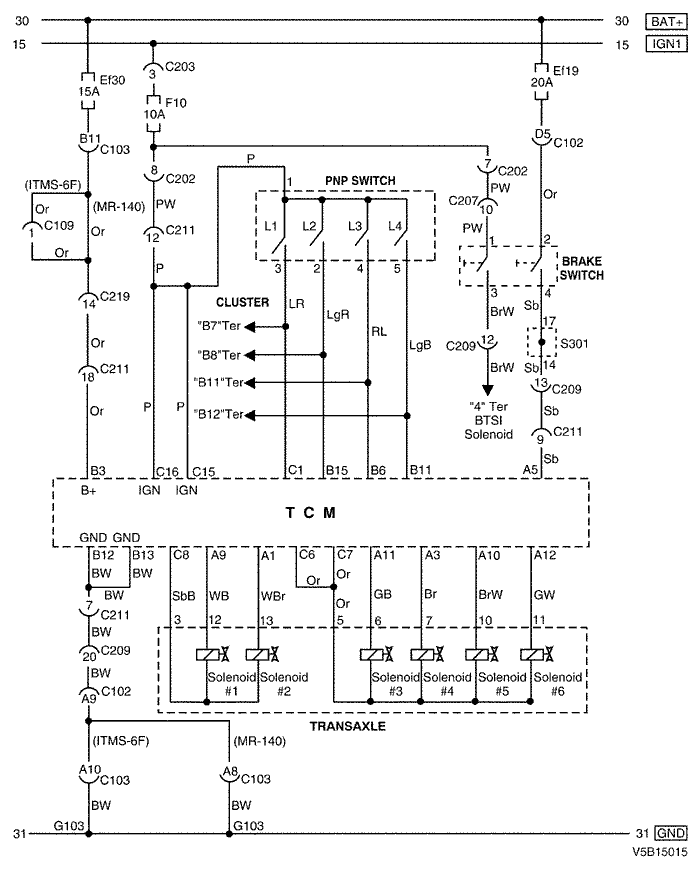 30 30 BAT+
15 15 IGN1
C203
3
Ef30
15A
F10
10A
Ef19
20A
B11
C103
D5
C102
P
8
C202
7
C202
(ITMS-6F)
(MR-140)
PW
PW
Or
1
PNP SWITCH
Or
C109
1
Or
Or
C207
10
PW
12
C211
L1 L2 L3 L4
1 2
BRAKE
SWITCH
P
3 2 4 5
3 4
C219
14
CLUSTER
LR
LgR
RL
LgB
BrW
Sb
17
"B7"Ter
"B8"Ter
"B11"Ter
"B12"Ter
Or
C209
12
S301
14
BrW
Sb
18
C211
13
C209
Or
P
P
"4" Ter
BTSI
Solenoid
Sb
9
C211
Sb
B3 C16 C15 C1 B15 B6 B11 A5
B+ IGN IGN
T C M
GND GND
B12 B13 C8 A9 A1 C6 C7 A11 A3 A10 A12
BW BW
Or
Or
BW
SbB WB WBr GB Br BrW GW
Or
7
C211
3 12 13 5 6 7 10 11
BW
20
C209
BW
Solenoid
#1
Solenoid
#2
Solenoid
#3
Solenoid
#4
Solenoid
#5
Solenoid
#6
A9
C102
TRANSAXLE
(ITMS-6F) (MR-140)
A10
C103
A8
C103
BW BW
G103 G103
31 31 GND
V5B15015